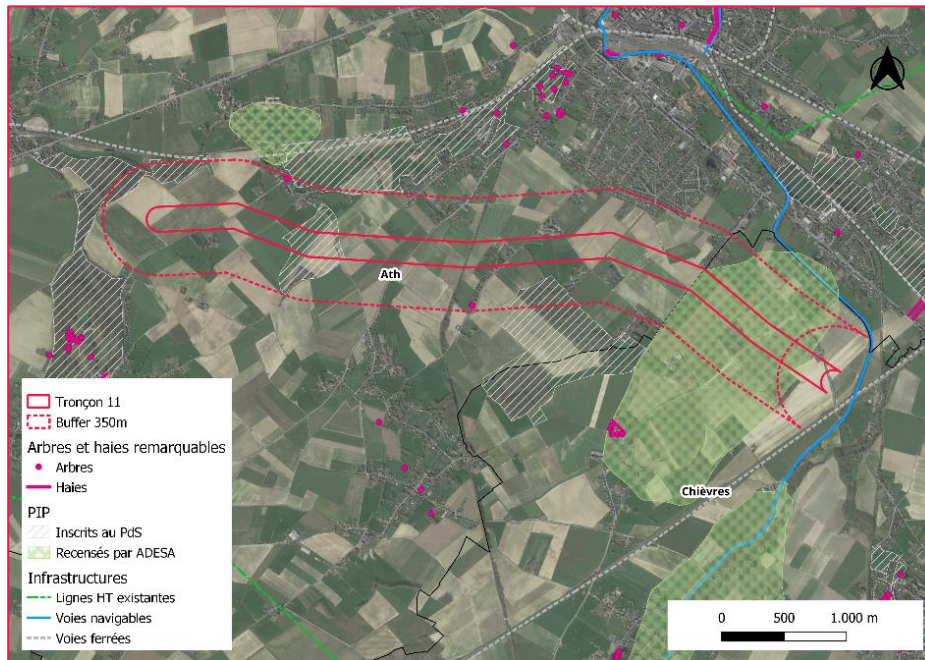 Ath
Chièvres
Tronçon 11
Buffer 350m
Arbres et haies remarquables
Arbres
Haies
PIP
Inscrits au PdS
Recensés par ADESA
Infrastructures
Lignes HT existantes
Voies navigables
Voies ferrées
0 500 1.000 m